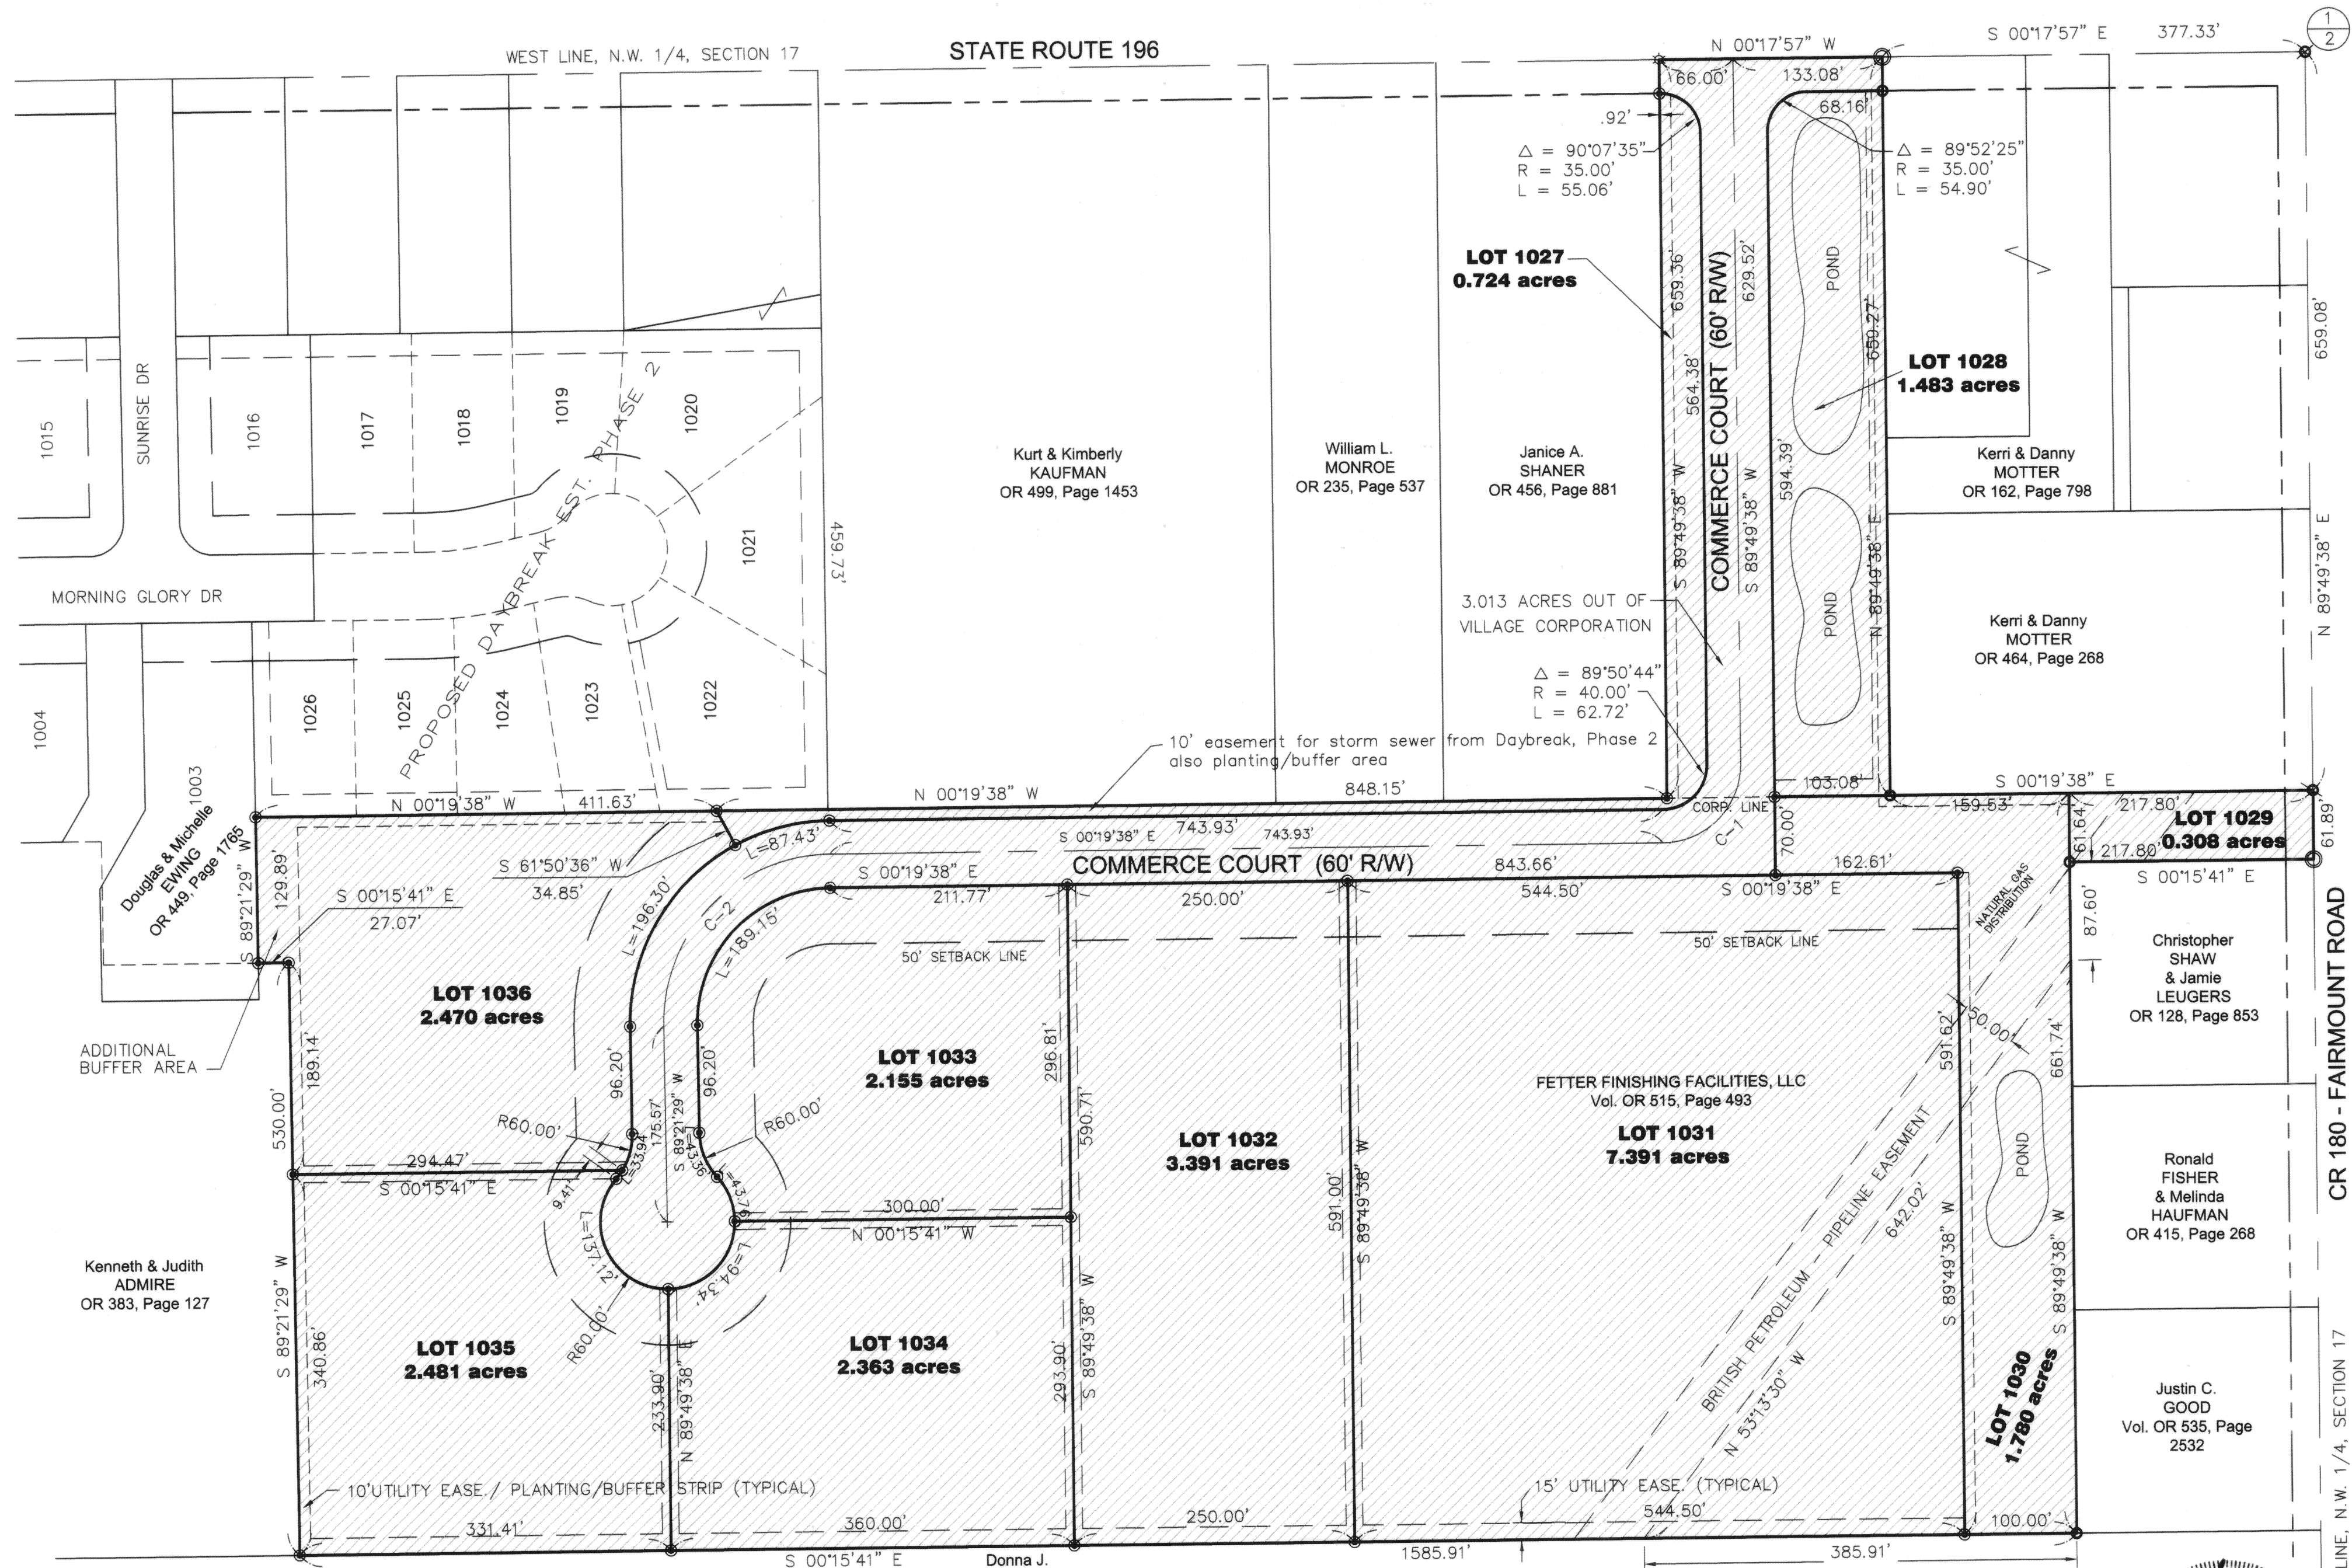 WEST LINE, N.W. 1/4, SECTION 17
STATE ROUTE 196
N 00°17'57" W
S 00°17'57" E
377.33'
1
2
66.00'
133.08'
.92'
68.16'
Δ = 90°07'35"
R = 35.00'
L = 55.06'
Δ = 89°52'25"
R = 35.00'
L = 54.90'
LOT 1027
0.724 acres
659.36'
564.38'
S 89°49'38" W
COMMERCE COURT (60' R/W)
629.52'
S 89°49'38" W
594.39'
POND
POND
659.27'
N 89°49'38" E
LOT 1028
1.483 acres
659.08'
N 89°49'38" E
SUNRISE DR
MORNING GLORY DR
1015
1016
1017
1018
1019
1020
1021
1022
1023
1024
1025
1026
1004
1003
PROPOSED DAYBREAK EST. PHASE 2
459.73'
Kurt & Kimberly
KAUFMAN
OR 499, Page 1453
William L.
MONROE
OR 235, Page 537
Janice A.
SHANER
OR 456, Page 881
Kerri & Danny
MOTTER
OR 162, Page 798
Kerri & Danny
MOTTER
OR 464, Page 268
3.013 ACRES OUT OF
VILLAGE CORPORATION
Δ = 89°50'44"
R = 40.00'
L = 62.72'
10' easement for storm sewer from Daybreak, Phase 2
also planting/buffer area
Douglas & Michelle
EWING
OR 449, Page 1765
N 00°19'38" W
411.63'
N 00°19'38" W
848.15'
CORP. LINE
103.08'
S 00°19'38" E
159.53'
217.80'
LOT 1029
0.308 acres
61.89'
61.64'
217.80'
S 00°15'41" E
S 89°21'29" W
129.89'
S 61°50'36" W
34.85'
L=87.43'
S 00°19'38" E
743.93'
743.93'
C-1
70.00'
COMMERCE COURT (60' R/W)
843.66'
162.61'
S 00°15'41" E
27.07'
L=196.30'
C-2
L=189.15'
S 00°19'38" E
211.77'
250.00'
544.50'
S 00°19'38" E
50' SETBACK LINE
50' SETBACK LINE
NATURAL GAS
DISTRIBUTION
87.60'
CR 180 - FAIRMOUNT ROAD
Christopher
SHAW
& Jamie
LEUGERS
OR 128, Page 853
ADDITIONAL
BUFFER AREA
LOT 1036
2.470 acres
189.14'
530.00'
96.20'
175.57'
S 89°21'29" W
96.20'
R60.00'
R60.00'
LOT 1033
2.155 acres
296.81'
590.71'
LOT 1032
3.391 acres
591.00'
S 89°49'38" W
FETTER FINISHING FACILITIES, LLC
Vol. OR 515, Page 493
LOT 1031
7.391 acres
591.62'
S 89°49'38" W
50.00'
661.74'
S 89°49'38" W
POND
BRITISH PETROLEUM - PIPELINE EASEMENT
642.02'
N 53°13'30" W
Ronald
FISHER
& Melinda
HAUFMAN
OR 415, Page 268
294.47'
S 00°15'41" E
9.41'
L=33.94'
L=43.36'
L=43.76'
300.00'
N 00°15'41" W
L=137.12'
L=94.34'
R60.00'
Kenneth & Judith
ADMIRE
OR 383, Page 127
S 89°21'29" W
340.86'
LOT 1035
2.481 acres
233.90'
N 89°49'38" E
LOT 1034
2.363 acres
293.90'
S 89°49'38" W
LOT 1030
1.780 acres
Justin C.
GOOD
Vol. OR 535, Page
2532
10'UTILITY EASE./ PLANTING/BUFFER STRIP (TYPICAL)
15' UTILITY EASE. (TYPICAL)
331.41'
360.00'
250.00'
544.50'
100.00'
S 00°15'41" E
Donna J.
1585.91'
385.91'
LINE, N.W. 1/4, SECTION 17